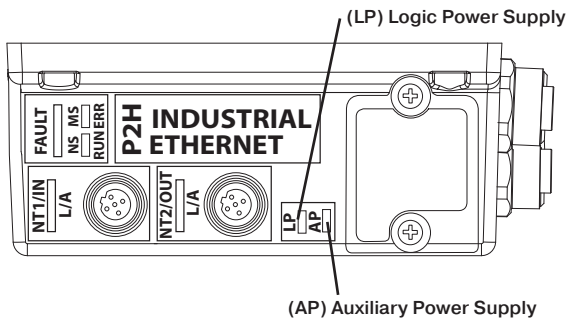 (LP) Logic Power Supply
FAULT
NS MS
RUN ERR
P2H INDUSTRIAL
ETHERNET
NT1/IN
L/A
NT2/OUT
L/A
LP
AP
(AP) Auxiliary Power Supply